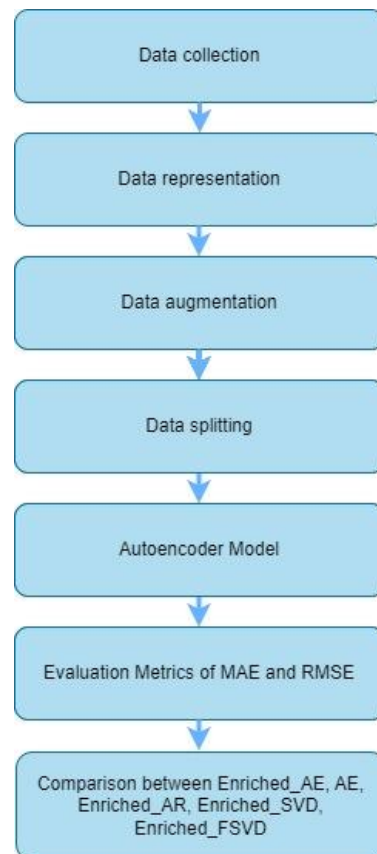 Data collection
Data representation
Data augmentation
Data splitting
Autoencoder Model
Evaluation Metrics of MAE and RMSE
Comparison between Enriched_AE, AE,
Enriched_AR, Enriched_SVD,
Enriched_FSVD